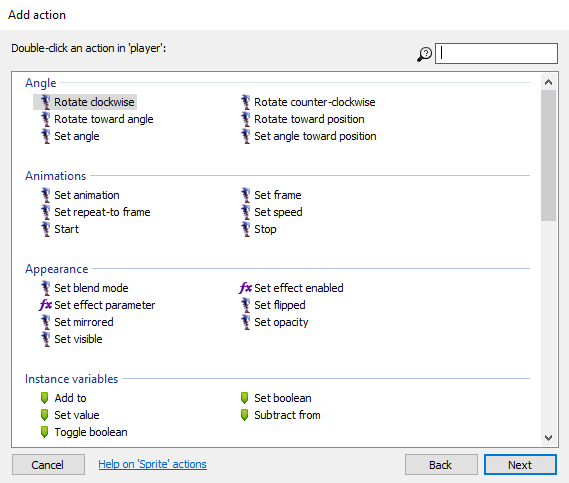 Add action
Double-click an action in 'player':
Angle
Rotate clockwise Rotate counter-clockwise
Rotate toward angle Rotate toward position
Set angle Set angle toward position
Animations
Set animation Set frame
Set repeat-to frame Set speed
Start Stop
Appearance
Set blend mode fx Set effect enabled
fx Set effect parameter Set flipped
Set mirrored Set opacity
Set visible
Instance variables
Add to Set boolean
Set value Subtract from
Toggle boolean
Cancel Help on 'Sprite' actions Back Next